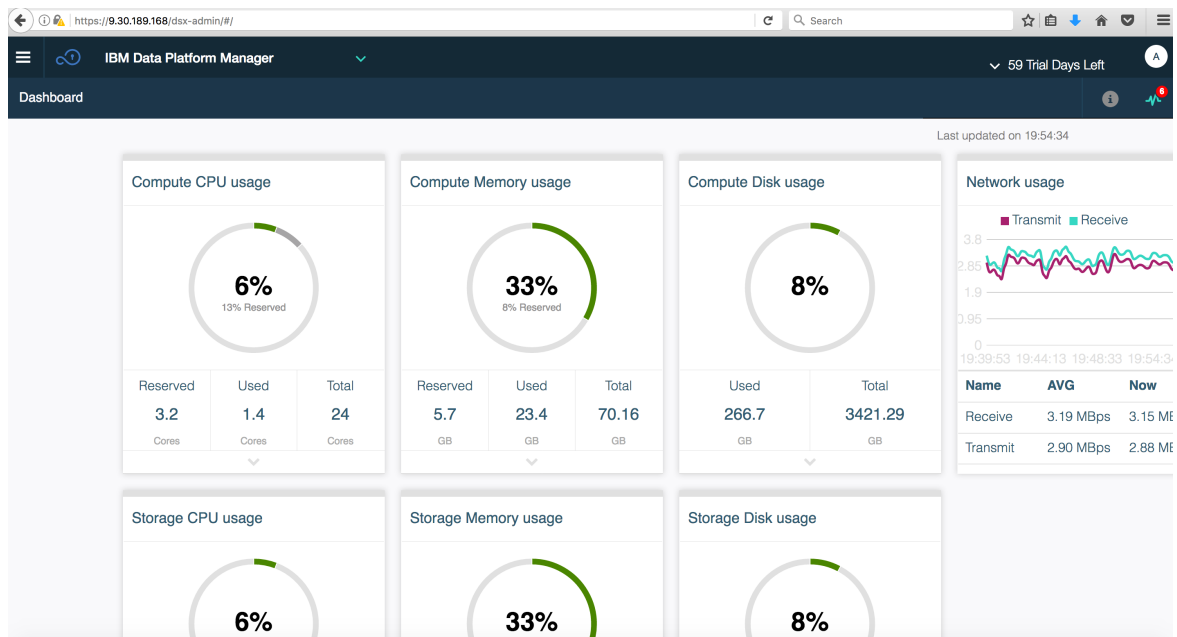 https://9.30.189.168/dsx-admin/#/
Search
IBM Data Platform Manager
59 Trial Days Left
A
Dashboard
6
Last updated on 19:54:34
Compute CPU usage
6%
13% Reserved
Reserved Used Total
3.2 1.4 24
Cores Cores Cores
Compute Memory usage
33%
8% Reserved
Reserved Used Total
5.7 23.4 70.16
GB GB GB
Compute Disk usage
8%
Used Total
266.7 3421.29
GB GB
Network usage
Transmit Receive
3.8
2.85
1.9
0.95
0
19:39:53 19:44:13 19:48:33 19:54:34
Name AVG Now
Receive 3.19 MBps 3.15 ME
Transmit 2.90 MBps 2.88 ME
Storage CPU usage
6%
Storage Memory usage
33%
Storage Disk usage
8%